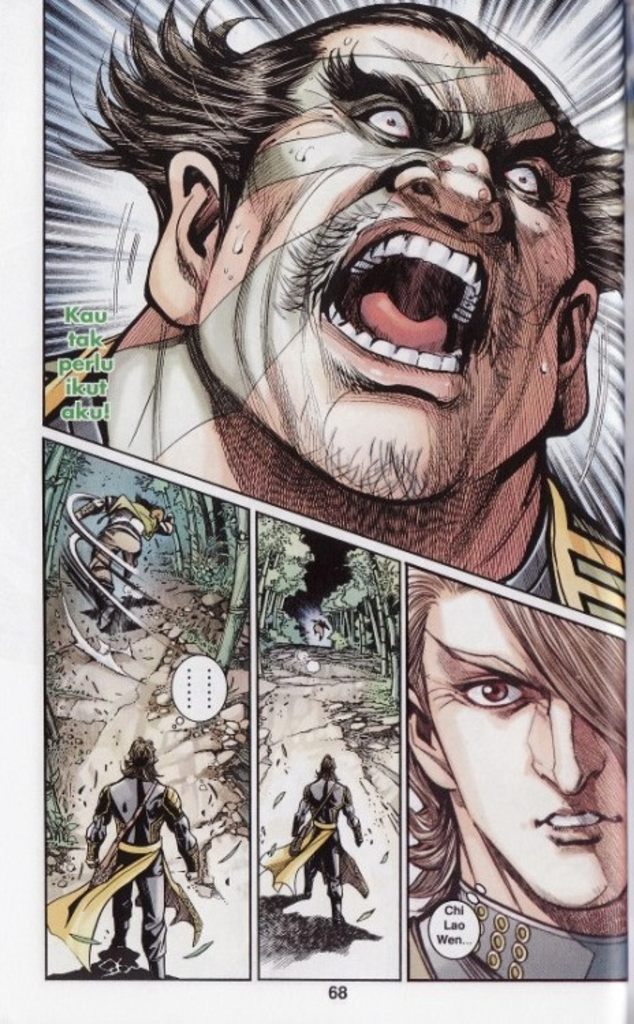 Kau
tak
perlu
ikut
aku!
......
Chi
Lao
Wen...
68